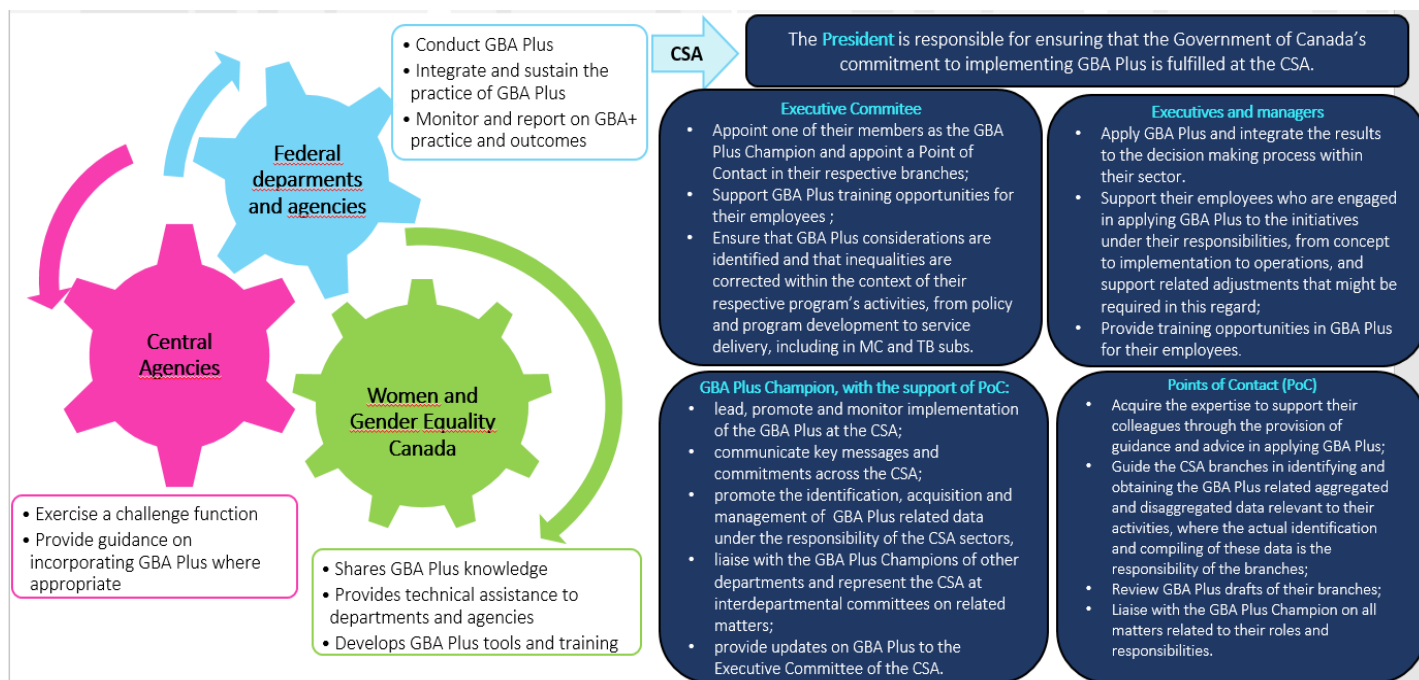 • Conduct GBA Plus
• Integrate and sustain the
practice of GBA Plus
• Monitor and report on GBA+
practice and outcomes
Federal
deparments
and agencies
Central
Agencies
Women and
Gender Equality
Canada
• Exercise a challenge function
• Provide guidance on
incorporating GBA Plus where
appropriate
• Shares GBA Plus knowledge
• Provides technical assistance to
departments and agencies
• Develops GBA Plus tools and training
CSA
The President is responsible for ensuring that the Government of Canada's
commitment to implementing GBA Plus is fulfilled at the CSA.
Executive Commitee
• Appoint one of their members as the GBA
Plus Champion and appoint a Point of
Contact in their respective branches;
• Support GBA Plus training opportunities for
their employees ;
• Ensure that GBA Plus considerations are
identified and that inequalities are
corrected within the context of their
respective program's activities, from policy
and program development to service
delivery, including in MC and TB subs.
Executives and managers
• Apply GBA Plus and integrate the results
to the decision making process within
their sector.
• Support their employees who are engaged
in applying GBA Plus to the initiatives
under their responsibilities, from concept
to implementation to operations, and
support related adjustments that might be
required in this regard;
• Provide training opportunities in GBA Plus
for their employees.
GBA Plus Champion, with the support of PoC:
• lead, promote and monitor implementation
of the GBA Plus at the CSA;
• communicate key messages and
commitments across the CSA;
• promote the identification, acquisition and
management of GBA Plus related data
under the responsibility of the CSA sectors,
• liaise with the GBA Plus Champions of other
departments and represent the CSA at
interdepartmental committees on related
matters;
• provide updates on GBA Plus to the
Executive Committee of the CSA.
Points of Contact (PoC)
• Acquire the expertise to support their
colleagues through the provision of
guidance and advice in applying GBA Plus;
• Guide the CSA branches in identifying and
obtaining the GBA Plus related aggregated
and disaggregated data relevant to their
activities, where the actual identification
and compiling of these data is the
responsibility of the branches;
• Review GBA Plus drafts of their branches;
• Liaise with the GBA Plus Champion on all
matters related to their roles and
responsibilities.